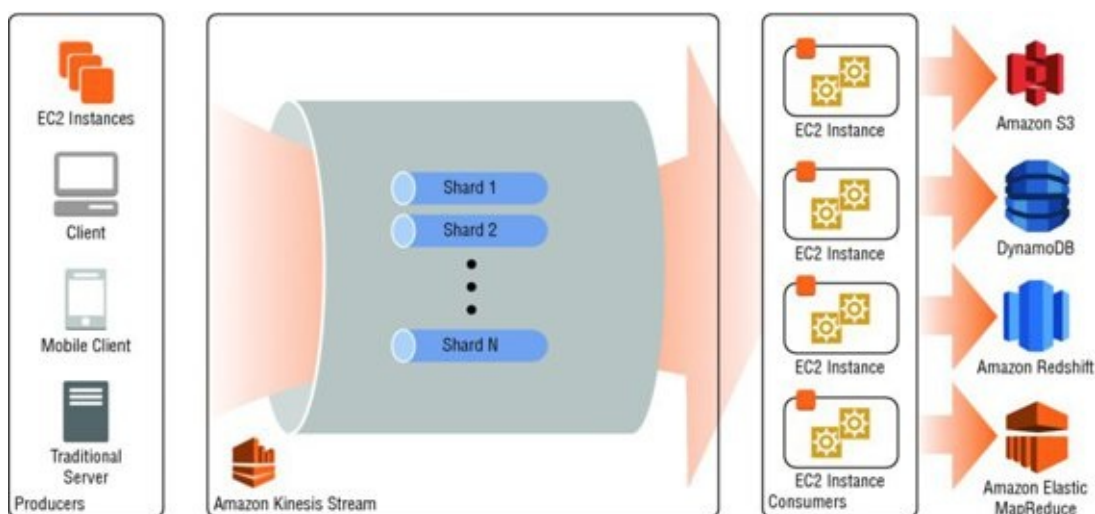 EC2 Instances
Client
Mobile Client
Traditional
Server
Producers
Shard 1
Shard 2
Shard N
Amazon Kinesis Stream
EC2 Instance
EC2 Instance
EC2 Instance
EC2 Instance
Consumers
Amazon S3
DynamoDB
Amazon Redshift
Amazon Elastic
MapReduce